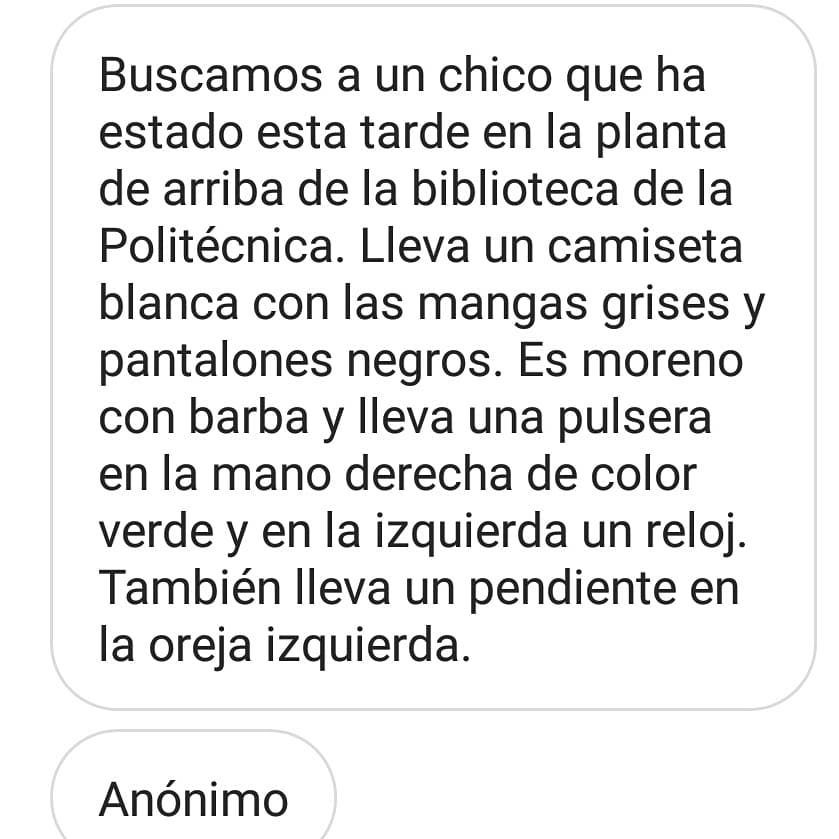 Buscamos a un chico que ha
estado esta tarde en la planta
de arriba de la biblioteca de la
Politécnica. Lleva un camiseta
blanca con las mangas grises y
pantalones negros. Es moreno
con barba y lleva una pulsera
en la mano derecha de color
verde y en la izquierda un reloj.
También lleva un pendiente en
la oreja izquierda.
Anónimo